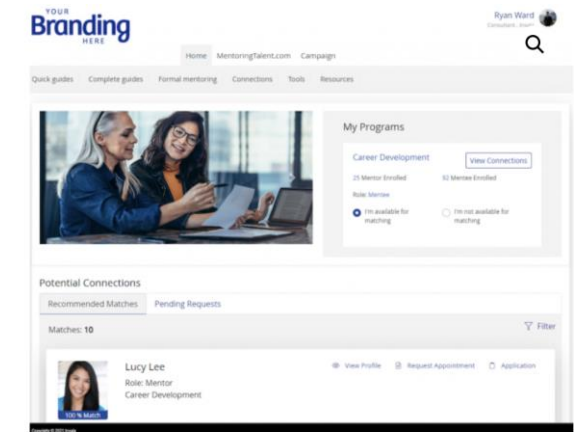 YOUR
Branding
HERE
Ryan Ward
Home MentoringTalent.com Campaign
Quick guides Complete guides Formal mentoring Connections Tools Resources
My Programs
Career Development View Connections
25 Mentor Enrolled 92 Mentee Enrolled
Role: Mentee
I'm available for matching I'm not available for matching
Potential Connections
Recommended Matches Pending Requests
Matches: 10 Filter
Lucy Lee View Profile Request Appointment Application
Role: Mentor
Career Development
100 % Match